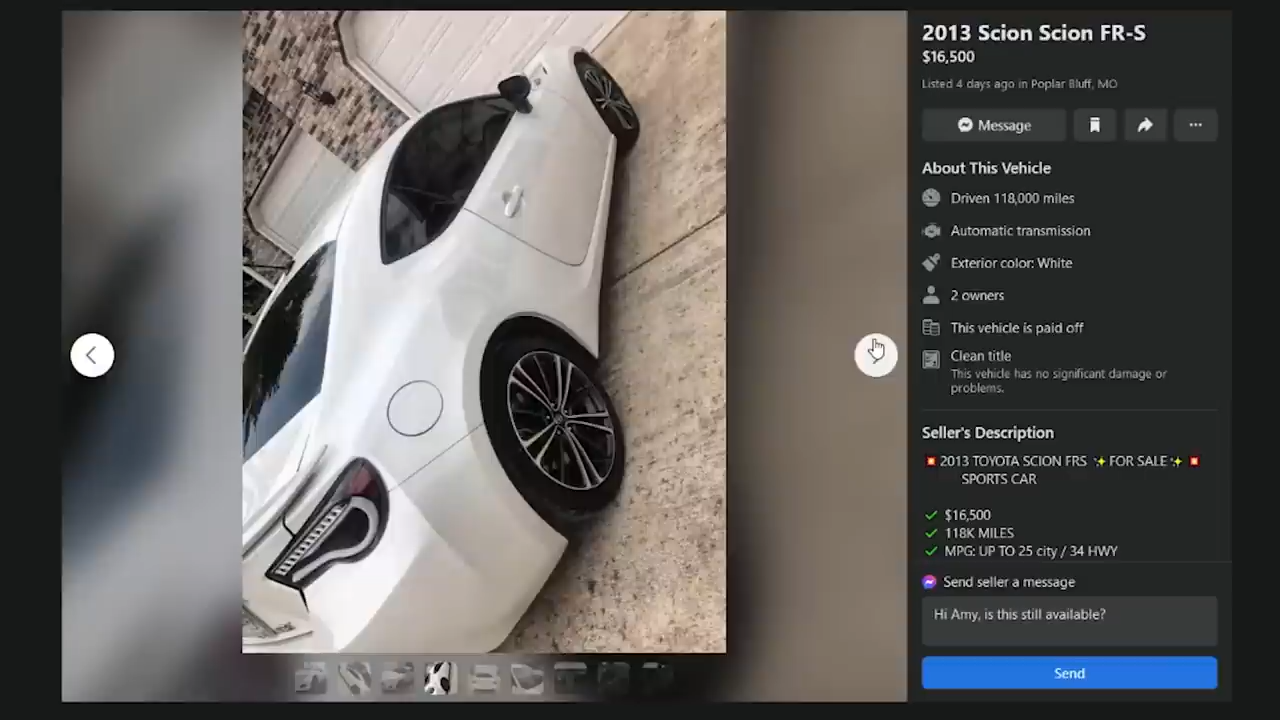 2013 Scion Scion FR-S
$16,500
Listed 4 days ago in Poplar Bluff, MO
Message
About This Vehicle
Driven 118,000 miles
Automatic transmission
Exterior color: White
2 owners
This vehicle is paid off
Clean title
This vehicle has no significant damage or
problems.
Seller's Description
💥2013 TOYOTA SCION FRS ✨FOR SALE✨ 💥
SPORTS CAR
✓ $16,500
✓ 118K MILES
✓ MPG: UP TO 25 city / 34 HWY
Send seller a message
Hi Amy, is this still available?
Send